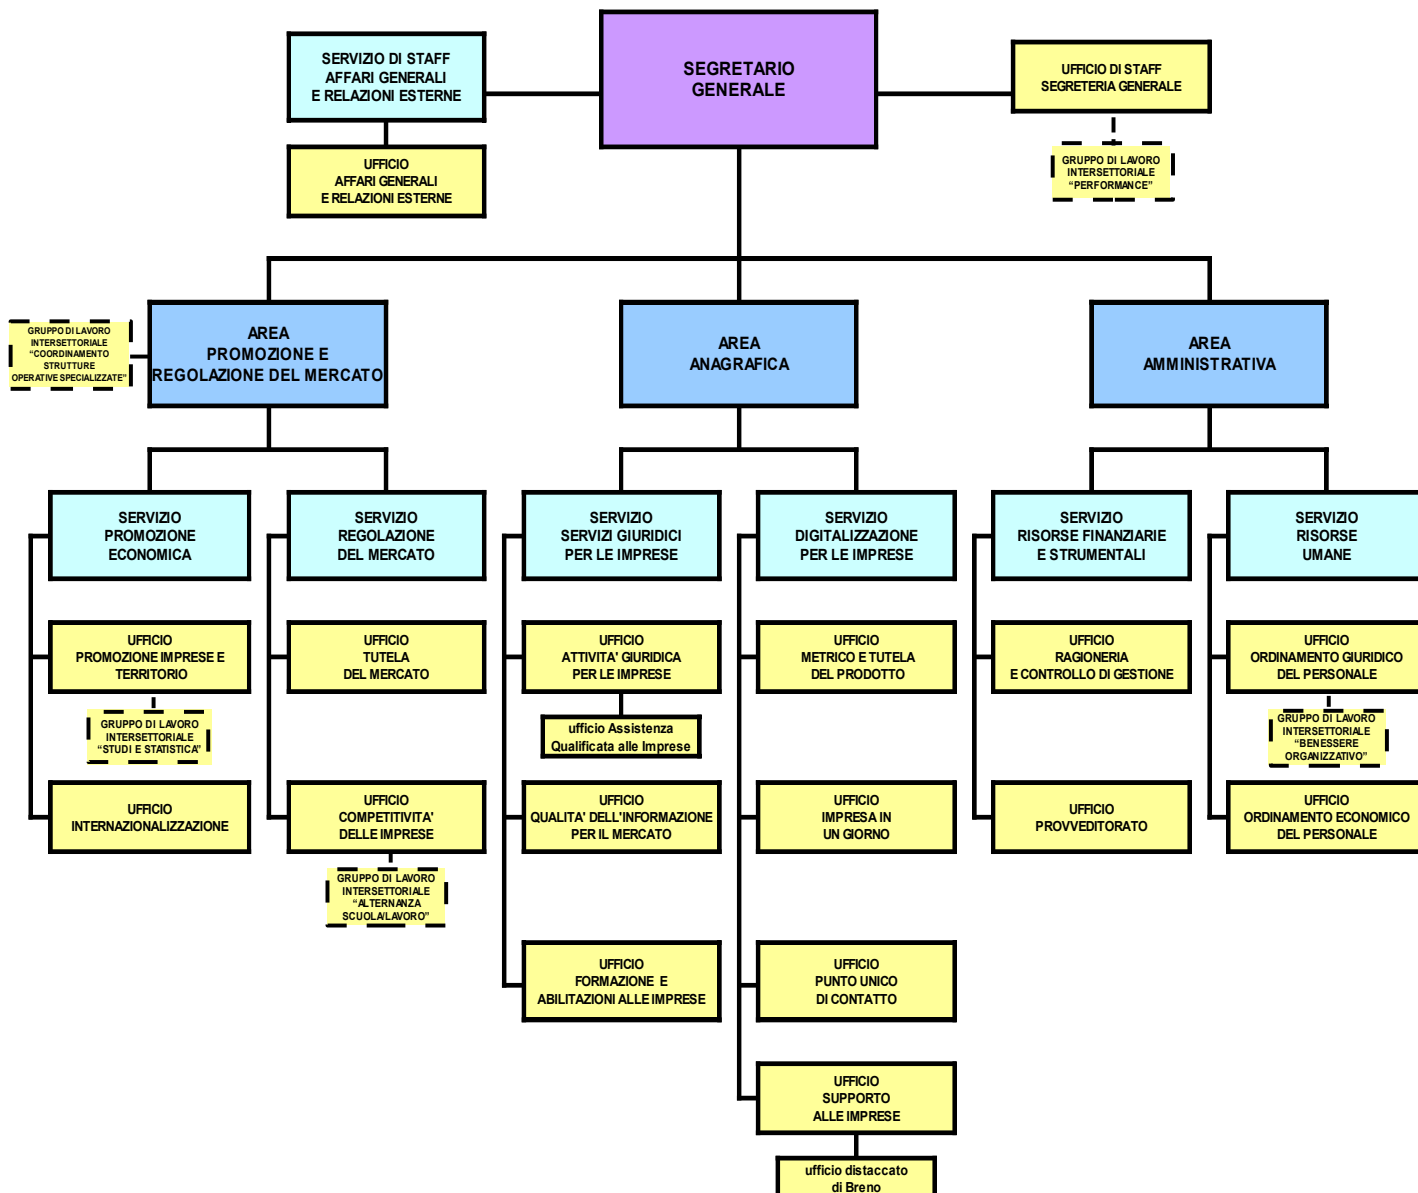 SERVIZIO DI STAFF
AFFARI GENERALI
E RELAZIONI ESTERNE
SEGRETARIO
GENERALE
UFFICIO DI STAFF
SEGRETERIA GENERALE
UFFICIO
AFFARI GENERALI
E RELAZIONI ESTERNE
GRUPPO DI LAVORO
INTERSETTORIALE
“PERFORMANCE”
GRUPPO DI LAVORO
INTERSETTORIALE
“COORDINAMENTO
STRUTTURE
OPERATIVE SPECIALIZZATE”
AREA
PROMOZIONE E
REGOLAZIONE DEL MERCATO
AREA
ANAGRAFICA
AREA
AMMINISTRATIVA
SERVIZIO
PROMOZIONE
ECONOMICA
SERVIZIO
REGOLAZIONE
DEL MERCATO
SERVIZIO
SERVIZI GIURIDICI
PER LE IMPRESE
SERVIZIO
DIGITALIZZAZIONE
PER LE IMPRESE
SERVIZIO
RISORSE FINANZIARIE
E STRUMENTALI
SERVIZIO
RISORSE
UMANE
UFFICIO
PROMOZIONE IMPRESE E
TERRITORIO
UFFICIO
TUTELA
DEL MERCATO
UFFICIO
ATTIVITA' GIURIDICA
PER LE IMPRESE
UFFICIO
METRICO E TUTELA
DEL PRODOTTO
UFFICIO
RAGIONERIA
E CONTROLLO DI GESTIONE
UFFICIO
ORDINAMENTO GIURIDICO
DEL PERSONALE
GRUPPO DI LAVORO
INTERSETTORIALE
“STUDI E STATISTICA”
ufficio Assistenza
Qualificata alle Imprese
GRUPPO DI LAVORO
INTERSETTORIALE
“BENESSERE
ORGANIZZATIVO”
UFFICIO
INTERNAZIONALIZZAZIONE
UFFICIO
COMPETITIVITA'
DELLE IMPRESE
UFFICIO
QUALITA' DELL'INFORMAZIONE
PER IL MERCATO
UFFICIO
IMPRESA IN
UN GIORNO
UFFICIO
PROVVEDITORATO
UFFICIO
ORDINAMENTO ECONOMICO
DEL PERSONALE
GRUPPO DI LAVORO
INTERSETTORIALE
“ALTERNANZA
SCUOLA/LAVORO”
UFFICIO
FORMAZIONE E
ABILITAZIONI ALLE IMPRESE
UFFICIO
PUNTO UNICO
DI CONTATTO
UFFICIO
SUPPORTO
ALLE IMPRESE
ufficio distaccato
di Breno